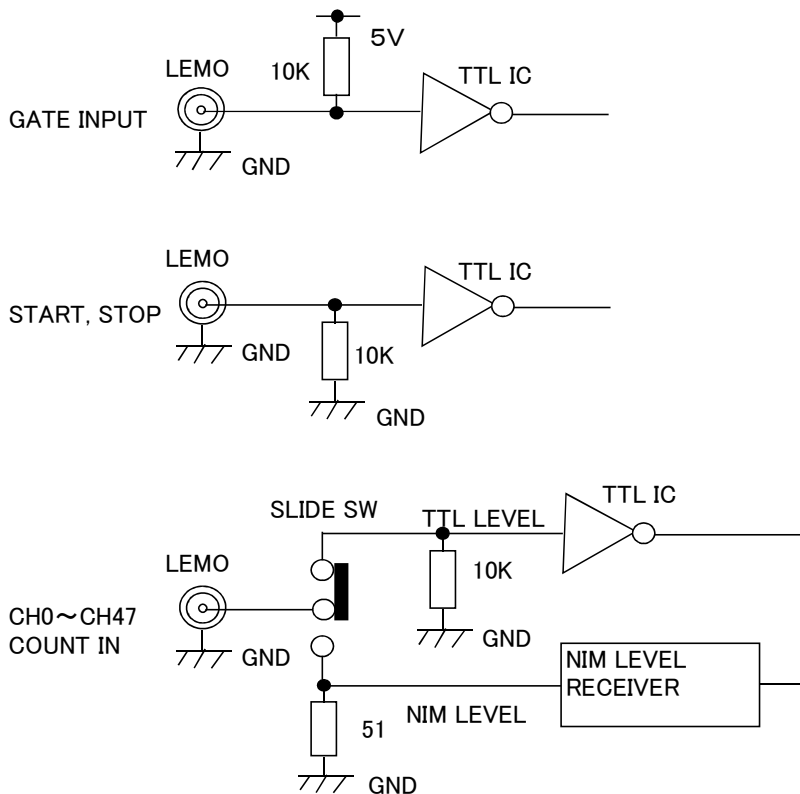 5V
10K
LEMO
TTL IC
GATE INPUT
GND
LEMO
TTL IC
START, STOP
GND
10K
GND
SLIDE SW
TTL LEVEL
TTL IC
LEMO
10K
CH0～CH47
COUNT IN
GND
GND
NIM LEVEL
RECEIVER
NIM LEVEL
51
GND